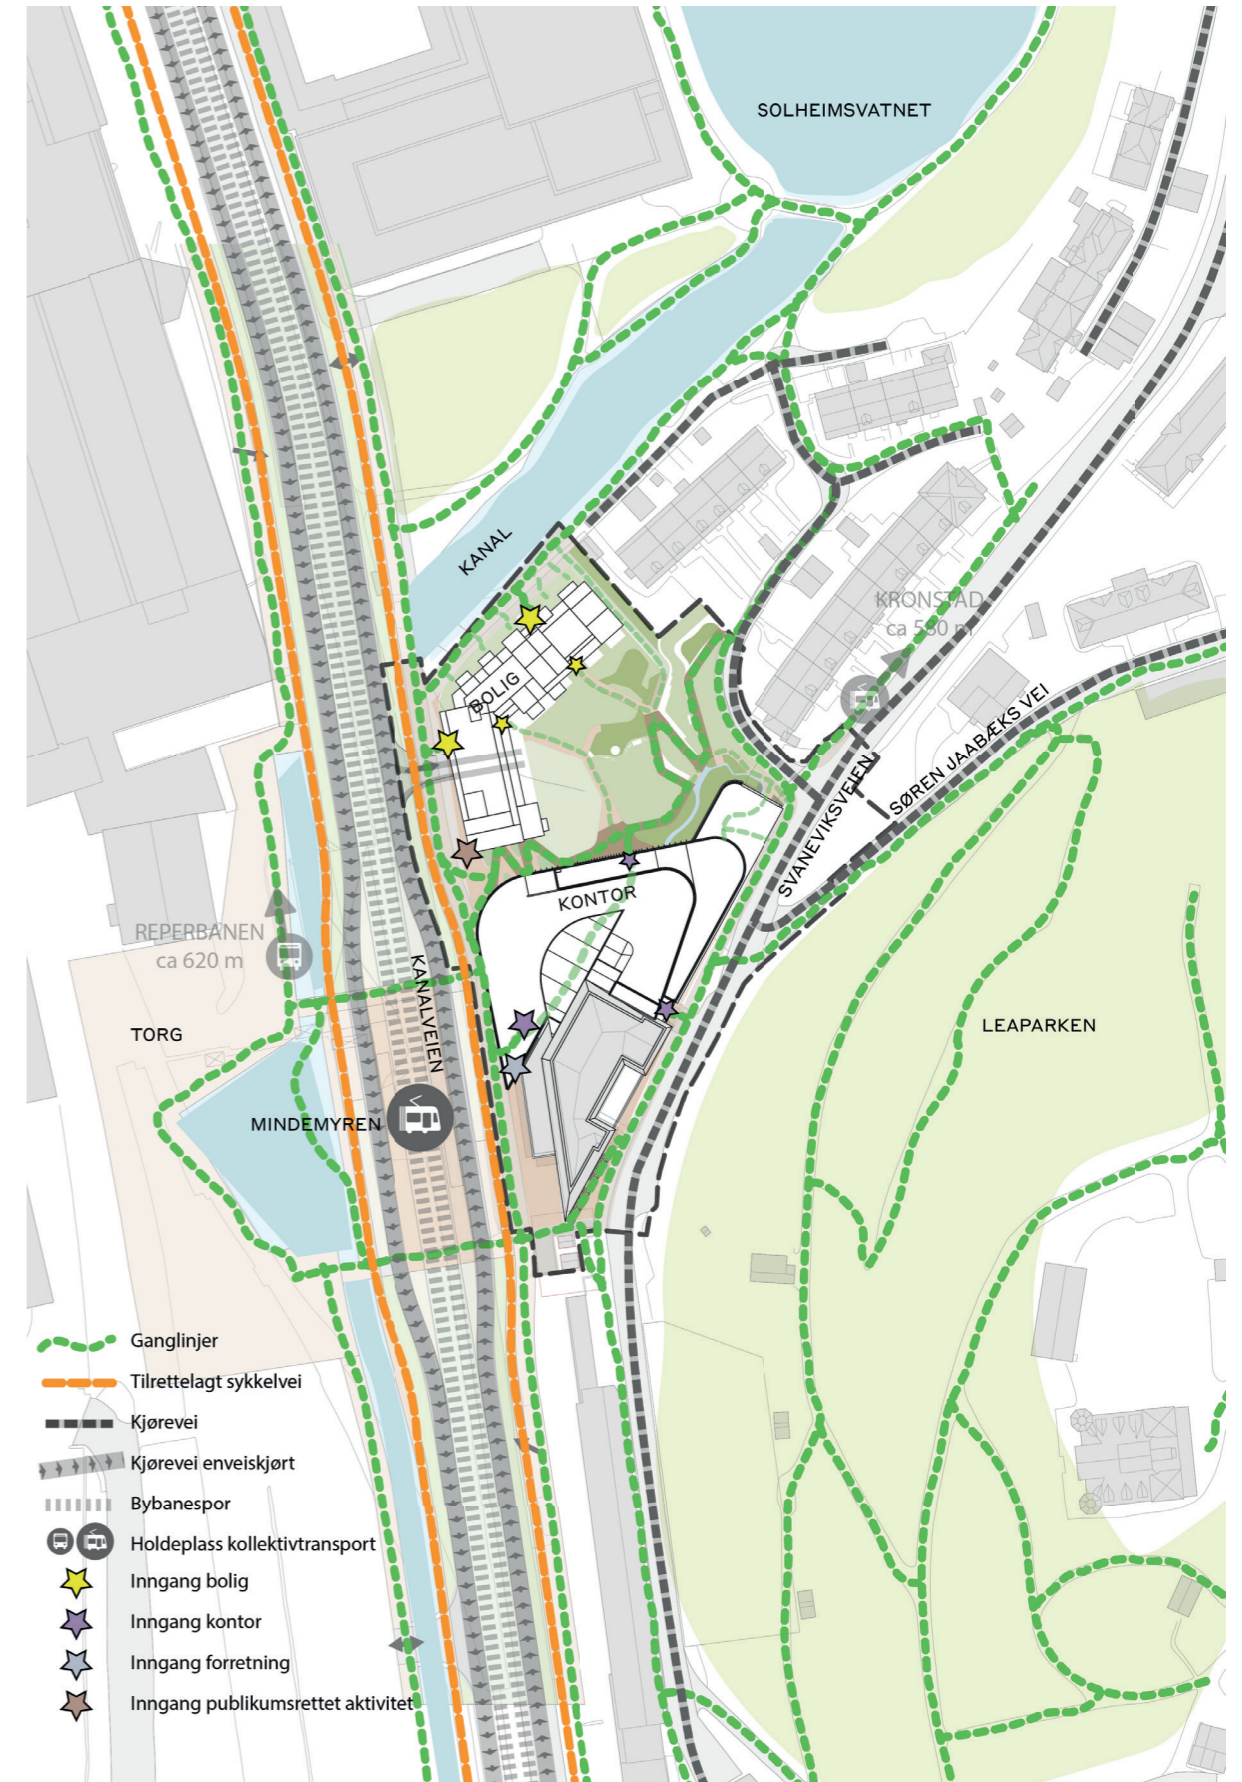 SOLHEIMSVATNET
KANAL
KRONSTAD
ca 580 m
BOLIG
SØREN JAABÆKS VEI
SVANEVIKSVEIEN
KONTOR
REPERBANEN
ca 620 m
KANALVEIEN
TORG
LEAPARKEN
MINDEMYREN
Ganglinjer
Tilrettelagt sykkelvei
Kjørevei
Kjørevei enveiskjørt
Bybanespor
Holdeplass kollektivtransport
Inngang bolig
Inngang kontor
Inngang forretning
Inngang publikumsrettet aktivitet